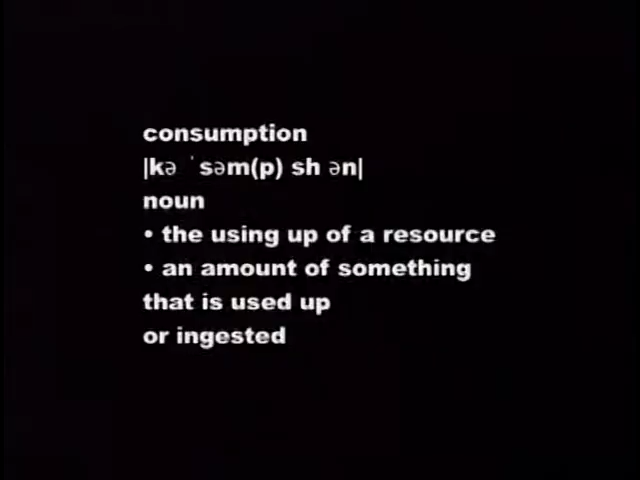 consumption
|kə ˈsəm(p) sh ən|
noun
• the using up of a resource
• an amount of something
that is used up
or ingested